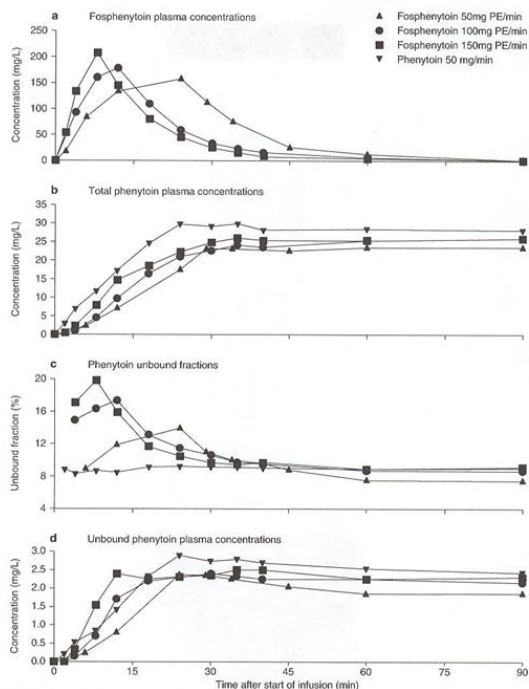 a Fosphenytoin plasma concentrations
▲ Fosphenytoin 50mg PE/min
● Fosphenytoin 100mg PE/min
■ Fosphenytoin 150mg PE/min
▼ Phenytoin 50 mg/min
Concentration (mg/L)
250
200
150
100
50
0
b Total phenytoin plasma concentrations
Concentration (mg/L)
35
30
25
20
15
10
5
0
c Phenytoin unbound fractions
Unbound fraction (%)
20
16
12
8
4
d Unbound phenytoin plasma concentrations
Concentration (mg/L)
3.0
2.5
2.0
1.5
1.0
0.5
0.0
0 15 30 45 60 75 90
Time after start of infusion (min)